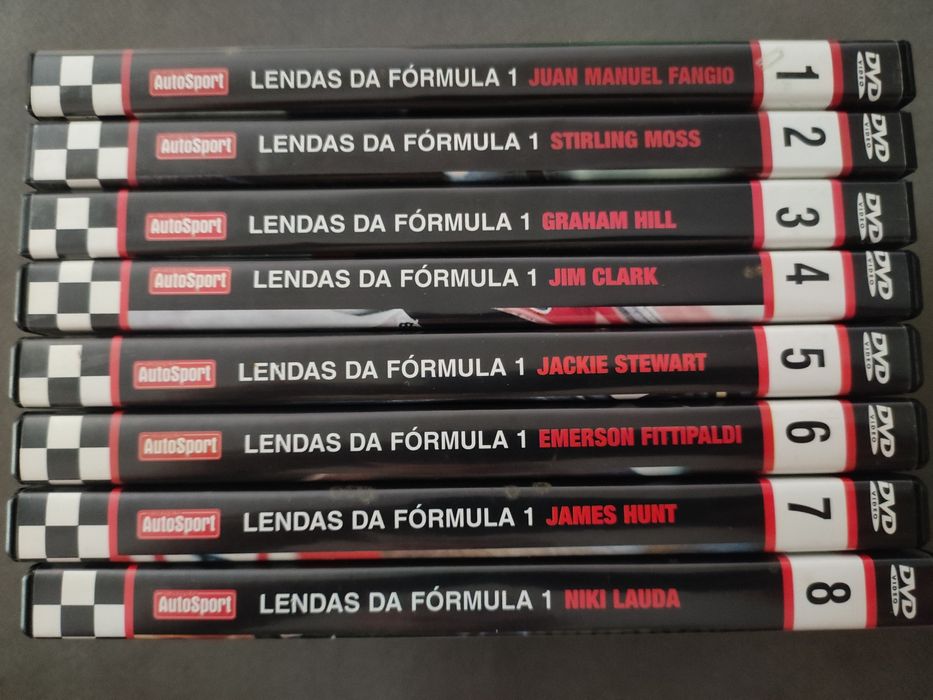 AutoSport LENDAS DA FÓRMULA 1 JUAN MANUEL FANGIO 1 DVD VIDEO
AutoSport LENDAS DA FÓRMULA 1 STIRLING MOSS 2 DVD VIDEO
AutoSport LENDAS DA FÓRMULA 1 GRAHAM HILL 3 DVD VIDEO
AutoSport LENDAS DA FÓRMULA 1 JIM CLARK 4 DVD VIDEO
AutoSport LENDAS DA FÓRMULA 1 JACKIE STEWART 5 DVD VIDEO
AutoSport LENDAS DA FÓRMULA 1 EMERSON FITTIPALDI 6 DVD VIDEO
AutoSport LENDAS DA FÓRMULA 1 JAMES HUNT 7 DVD VIDEO
AutoSport LENDAS DA FÓRMULA 1 NIKI LAUDA 8 DVD VIDEO